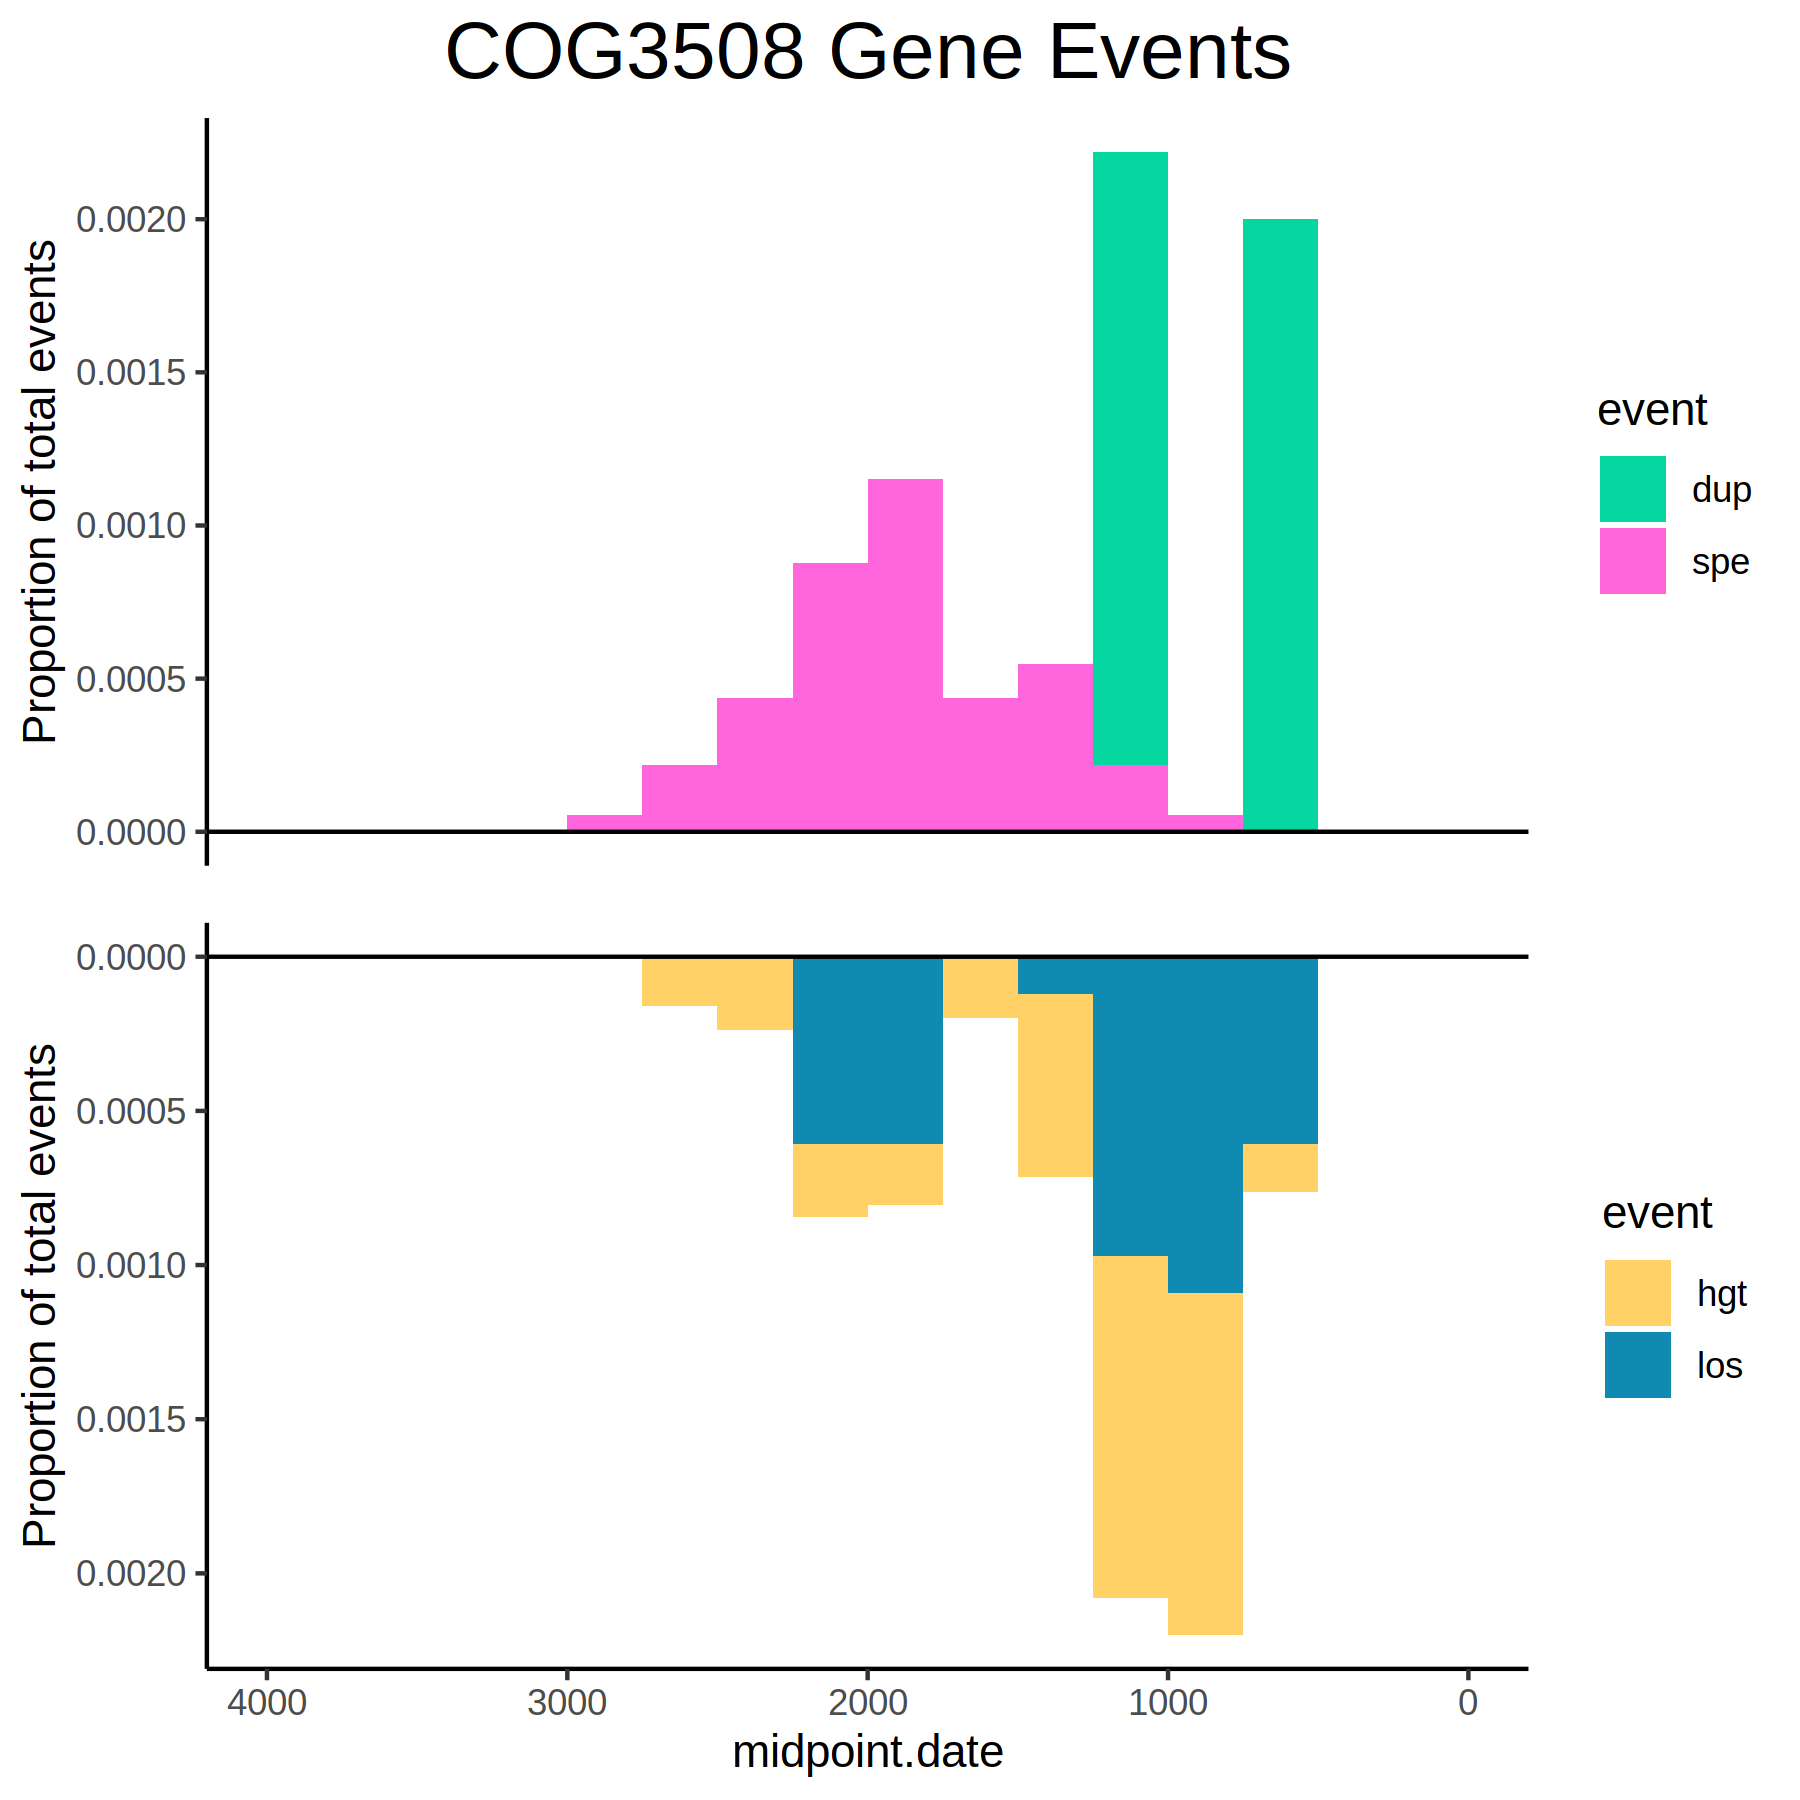 COG3508 Gene Events
Proportion of total events
0.0020
0.0015
0.0010
0.0005
0.0000
event
dup
spe
Proportion of total events
0.0000
0.0005
0.0010
0.0015
0.0020
event
hgt
los
4000 3000 2000 1000 0
midpoint.date